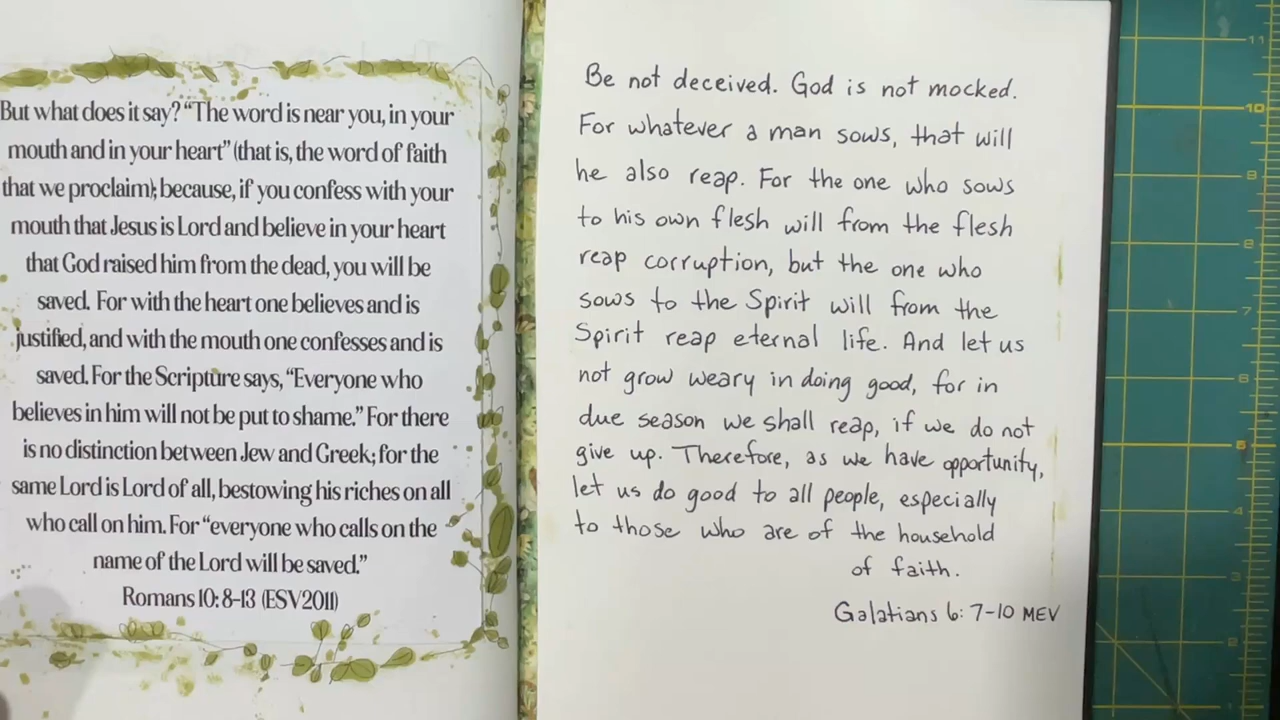 But what does it say? “The word is near you, in your
mouth and in your heart” (that is, the word of faith
that we proclaim); because, if you confess with your
mouth that Jesus is Lord and believe in your heart
that God raised him from the dead, you will be
saved. For with the heart one believes and is
justified, and with the mouth one confesses and is
saved. For the Scripture says, “Everyone who
believes in him will not be put to shame.” For there
is no distinction between Jew and Greek; for the
same Lord is Lord of all, bestowing his riches on all
who call on him. For “everyone who calls on the
name of the Lord will be saved.”
Romans 10: 8-13 (ESV2011)
Be not deceived. God is not mocked.
For whatever a man sows, that will
he also reap. For the one who sows
to his own flesh will from the flesh
reap corruption, but the one who
sows to the Spirit will from the
Spirit reap eternal life. And let us
not grow weary in doing good, for in
due season we shall reap, if we do not
give up. Therefore, as we have opportunity,
let us do good to all people, especially
to those who are of the household
of faith.
Galatians 6: 7-10 MEV
11
10
9
8
7
6
5
4
3
2
1